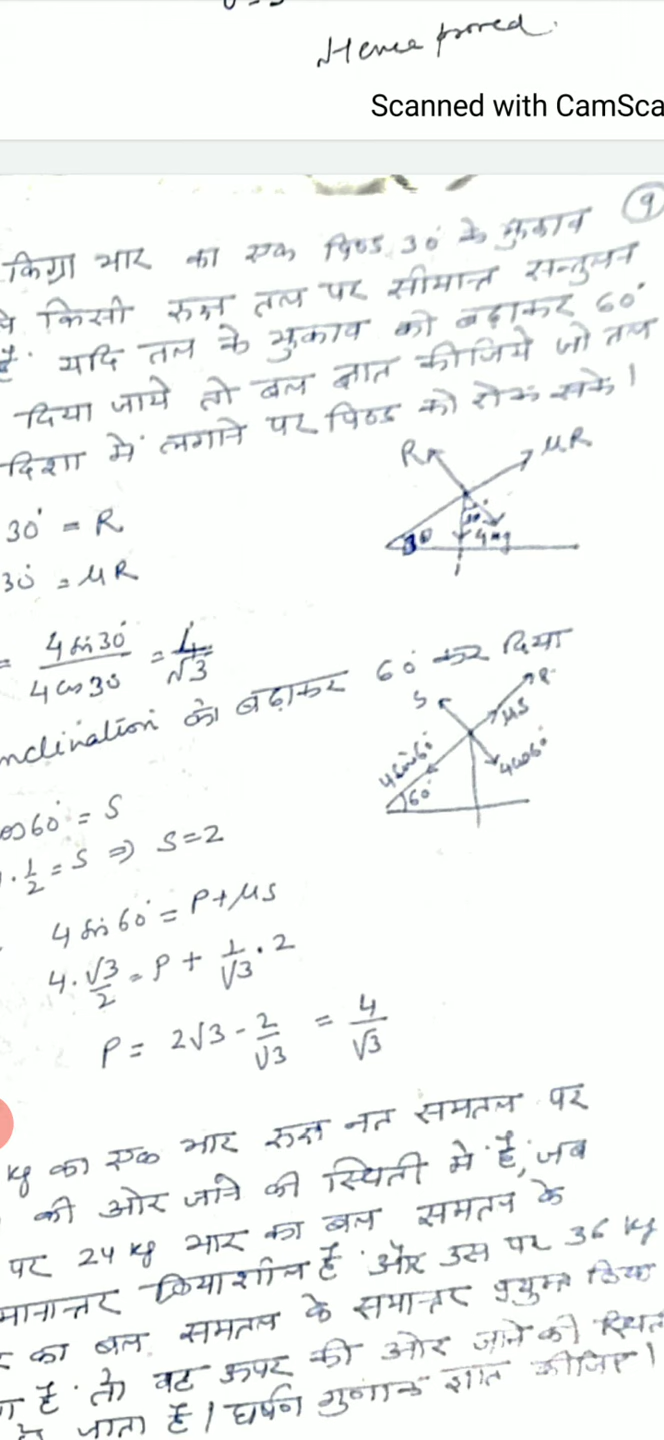 Hence proved.
Scanned with CamSca
9
किग्रा भार का एक पिण्ड 30° के झुकाव
किसी रुक्ष तल पर सीमान्त सन्तुलन
है. यदि तल के झुकाव को बढ़ाकर 60°
दिया जाये तो बल ज्ञात कीजिये जो तल
दिशा में लगाने पर पिण्ड को रोक सके।
R μR
30° = R
30 4mg
30° = μR
= 4 sin 30° / 4 cos 30 = 1/√3
nclination को बढ़ाकर 60° कर दिया
S P
μS
4 sin 60° 4 cos 60°
60°
os 60° = S
. 1/2 = S ⇒ S = 2
4 sin 60° = P + μS
4. √3/2 = P + 1/√3 . 2
P = 2√3 - 2/√3 = 4/√3
kg का एक भार रुक्ष नत समतल पर
की ओर जाने की स्थिती में है, जब
पर 24 kg भार का बल समतल के
मानान्तर क्रियाशील है. और उस पर 36 kg
का बल समतल के समान्तर प्रयुक्त किया
है. तो वह ऊपर की ओर जाने की स्थित
जाता है। घर्षण गुणांक ज्ञात कीजिए।